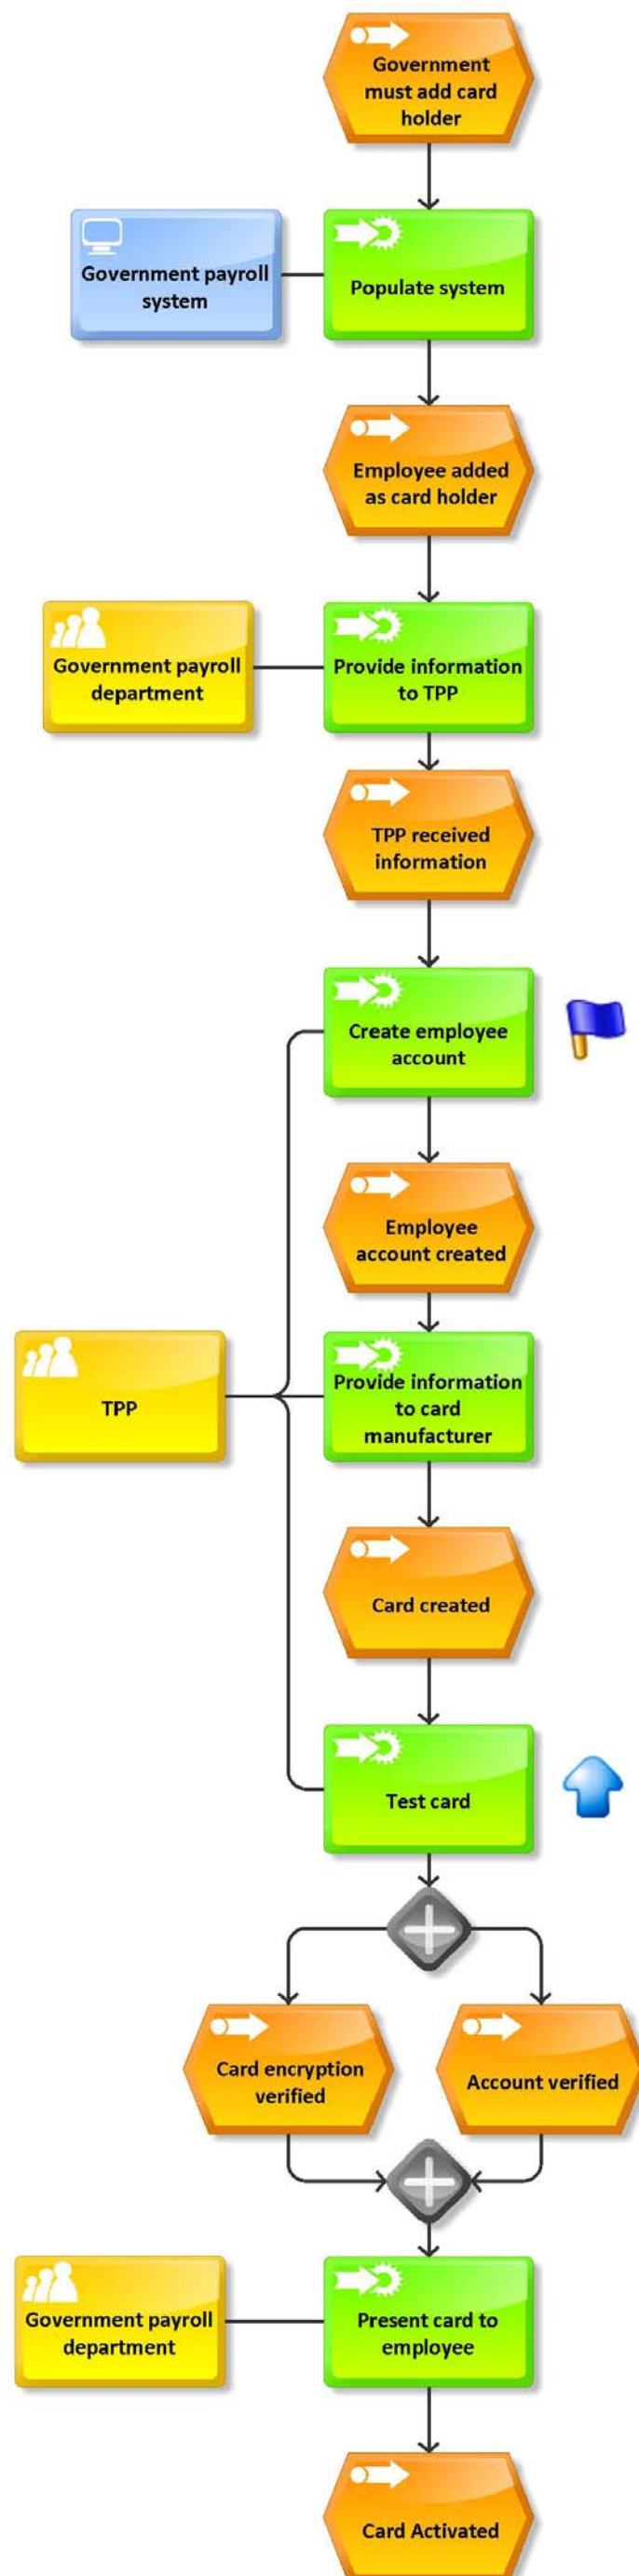 Government
must add card
holder
Government payroll
system
Populate system
Employee added
as card holder
Government payroll
department
Provide information
to TPP
TPP received
information
Create employee
account
Employee
account created
TPP
Provide information
to card
manufacturer
Card created
Test card
Card encryption
verified
Account verified
Government payroll
department
Present card to
employee
Card Activated